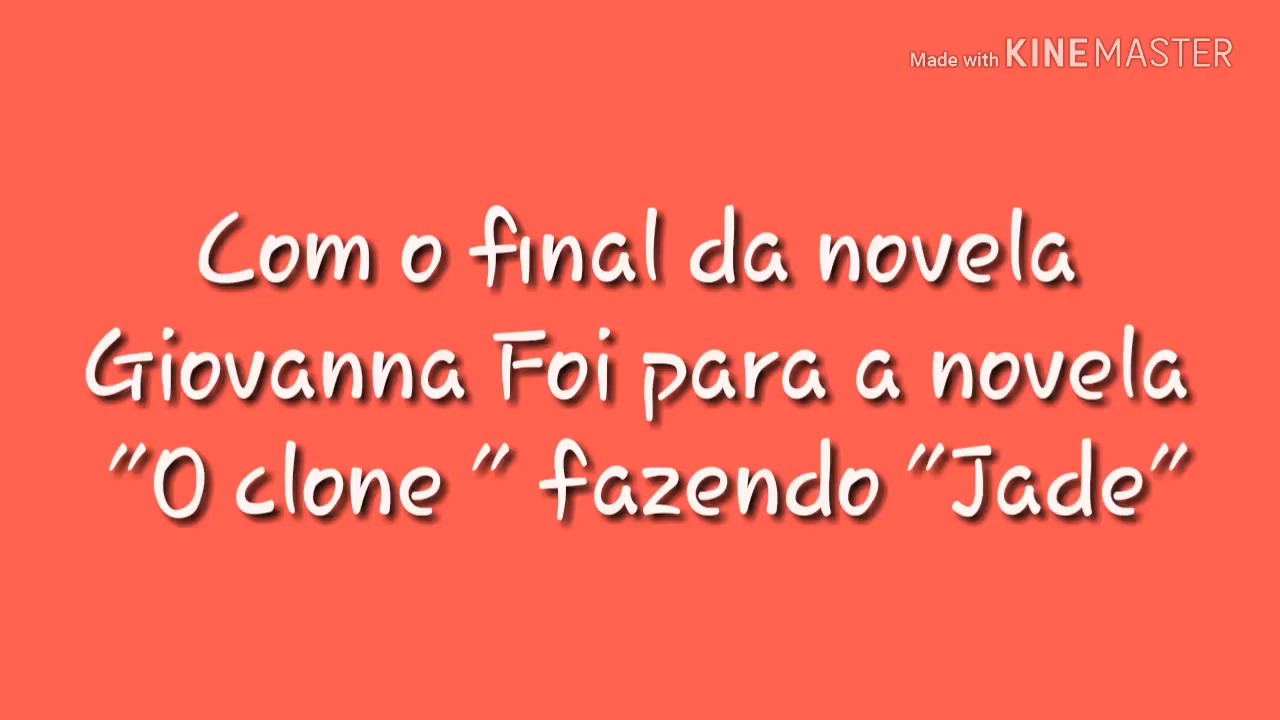 Made with KINEMASTER
Com o final da novela
Giovanna Foi para a novela
"O clone " fazendo "Jade"